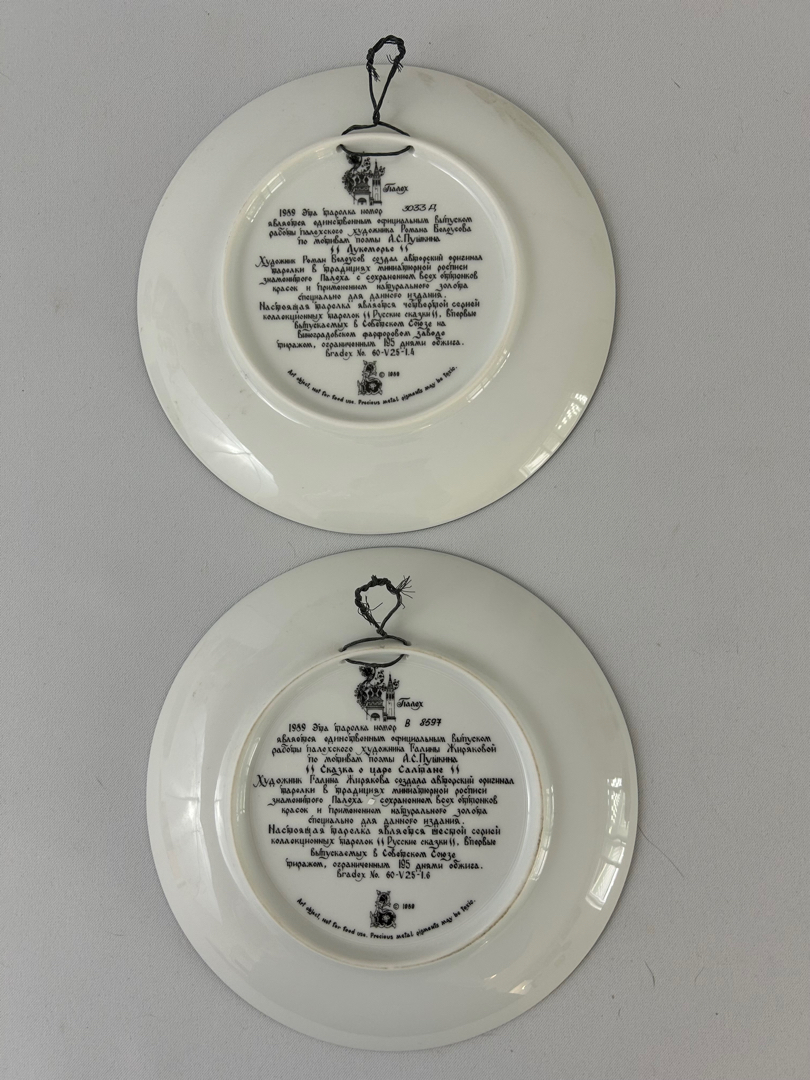 Палех
1989 Эта тарелка номер 3033 Д
является единственным официальным выпуском
работы палехского художника Романа Белоусова
по мотивам поэмы А.С.Пушкина
"Лукоморье"
Художник Роман Белоусов создал авторский оригинал
тарелки в традициях миниатюрной росписи
знаменитого Палеха с сохранением всех оттенков
красок и применением натурального золота
специально для данного издания.
Настоящая тарелка является четвертой серией
коллекционных тарелок "Русские сказки", впервые
выпускаемых в Советском Союзе на
виноградовском фарфоровом заводе
тиражом, ограниченным 195 днями обжига.
Bradex No. 60-V25-1.4
© 1988
Art object, not for food use. Precious metal pigments may be toxic.
Палех
1989 Эта тарелка номер В 8597
является единственным официальным выпуском
работы палехского художника Галины Жиряковой
по мотивам поэмы А.С.Пушкина
"Сказка о царе Салтане"
Художник Галина Жирякова создала авторский оригинал
тарелки в традициях миниатюрной росписи
знаменитого Палеха с сохранением всех оттенков
красок и применением натурального золота
специально для данного издания.
Настоящая тарелка является шестой серией
коллекционных тарелок "Русские сказки", впервые
выпускаемых в Советском Союзе
тиражом, ограниченным 195 днями обжига.
Bradex No. 60-V25-1.6
© 1988
Art object, not for food use. Precious metal pigments may be toxic.